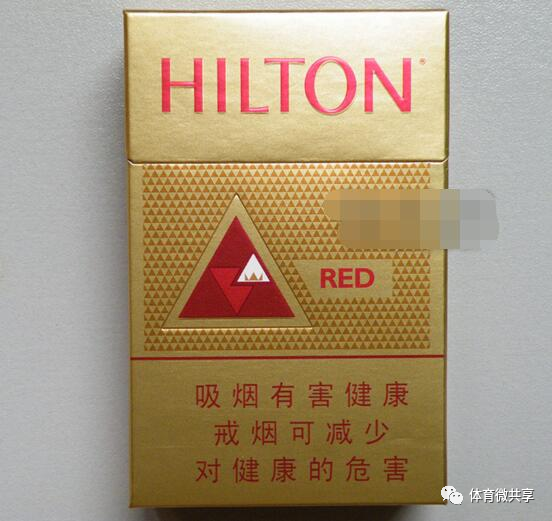 HILTON®
RED
吸烟有害健康
戒烟可减少
对健康的危害
体育微共享